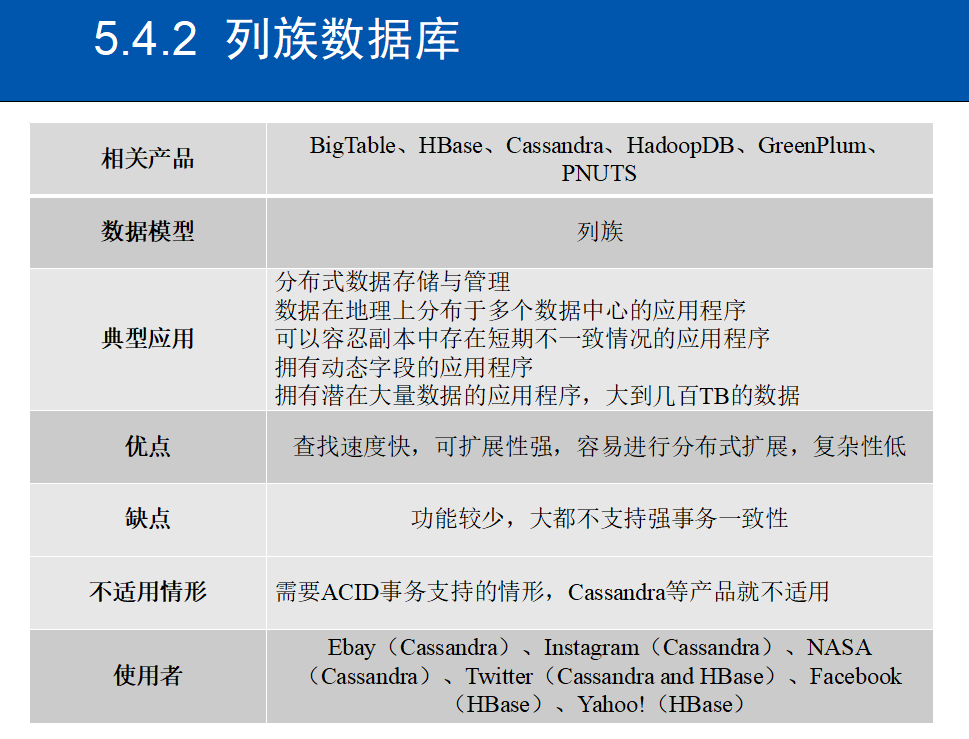 5.4.2 列族数据库
相关产品
BigTable、HBase、Cassandra、HadoopDB、GreenPlum、
PNUTS
数据模型
列族
典型应用
分布式数据存储与管理
数据在地理上分布于多个数据中心的应用程序
可以容忍副本中存在短期不一致情况的应用程序
拥有动态字段的应用程序
拥有潜在大量数据的应用程序，大到几百TB的数据
优点
查找速度快，可扩展性强，容易进行分布式扩展，复杂性低
缺点
功能较少，大都不支持强事务一致性
不适用情形
需要ACID事务支持的情形，Cassandra等产品就不适用
使用者
Ebay（Cassandra）、Instagram（Cassandra）、NASA
（Cassandra）、Twitter（Cassandra and HBase）、Facebook
（HBase）、Yahoo!（HBase）